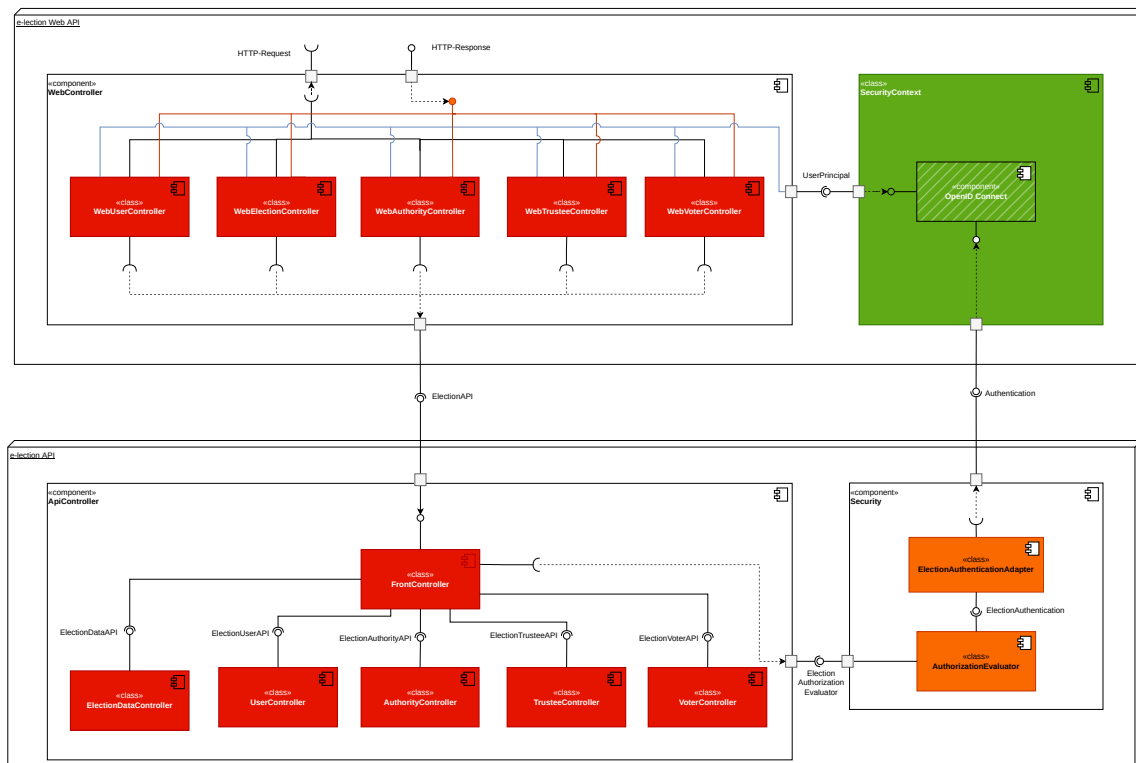 e-lection Web API
HTTP-Request
HTTP-Response
«component»
WebController
«class»
SecurityContext
«class»
WebUserController
«class»
WebElectionController
«class»
WebAuthorityController
«class»
WebTrusteeController
«class»
WebVoterController
UserPrincipal
«component»
OpenID Connect
ElectionAPI
Authentication
e-lection API
«component»
ApiController
«component»
Security
«class»
FrontController
«class»
ElectionAuthenticationAdapter
ElectionDataAPI
ElectionUserAPI
ElectionAuthorityAPI
ElectionTrusteeAPI
ElectionVoterAPI
ElectionAuthentication
«class»
ElectionDataController
«class»
UserController
«class»
AuthorityController
«class»
TrusteeController
«class»
VoterController
Election
Authorization
Evaluator
«class»
AuthorizationEvaluator